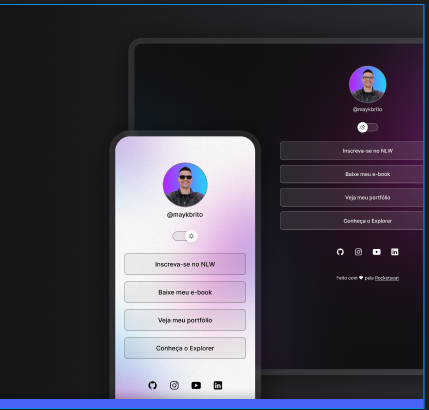 @maykbrito
Inscreva-se no NLW
Baixe meu e-book
Veja meu portfólio
Conheça o Explorer
Feito com ♥ pela Rocketseat
@maykbrito
Inscreva-se no NLW
Baixe meu e-book
Veja meu portfólio
Conheça o Explorer